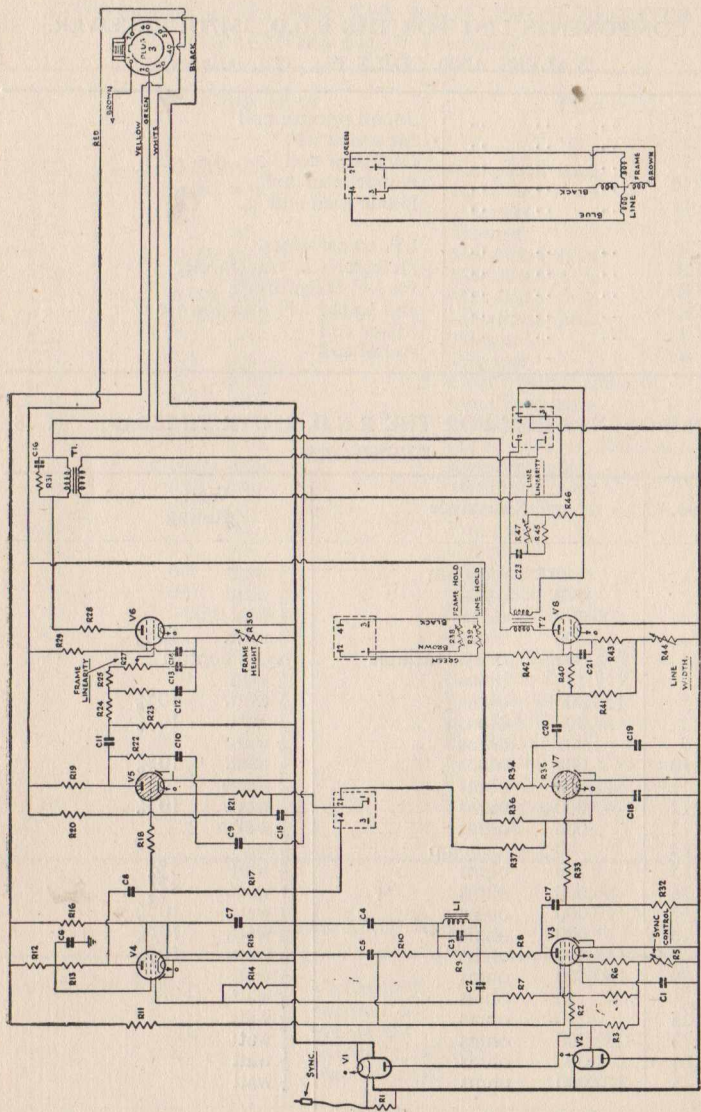 PLUG
3
BLACK
BROWN
RED
YELLOW
GREEN
WHITE
GREEN
BLACK
BLUE
BROWN
FRAME
LINE
C16
R31
T1
R29
R28
V6
R30
FRAME HEIGHT
FRAME LINEARITY
R25
R27
R24
C13
C12
R23
C11
R22
C10
R19
V5
R20
R21
C15
C9
R18
C8
R17
R16
C7
C6
R12
R13
V4
R15
R14
R11
SYNC
R1
V1
V2
C4
C5
L1
C3
R10
R9
C2
R8
R7
V3
R2
R3
R6
R5
SYNC CONTROL
C1
C17
R32
R33
R37
R36
R34
R35
V7
C18
C19
C20
R41
R40
R42
C21
R43
R44
LINE WIDTH
V8
T2
FRAME HOLD
LINE HOLD
BLACK
BROWN
GREEN
R38
R39
C23
R47
R45
R46
LINE LINEARITY